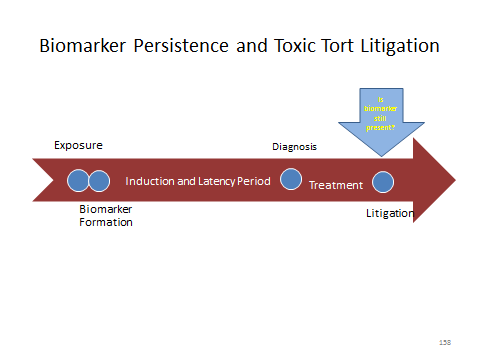 Biomarker Persistence and Toxic Tort Litigation
Is
biomarker
still
present?
Exposure
Diagnosis
Induction and Latency Period
Treatment
Biomarker
Formation
Litigation
158